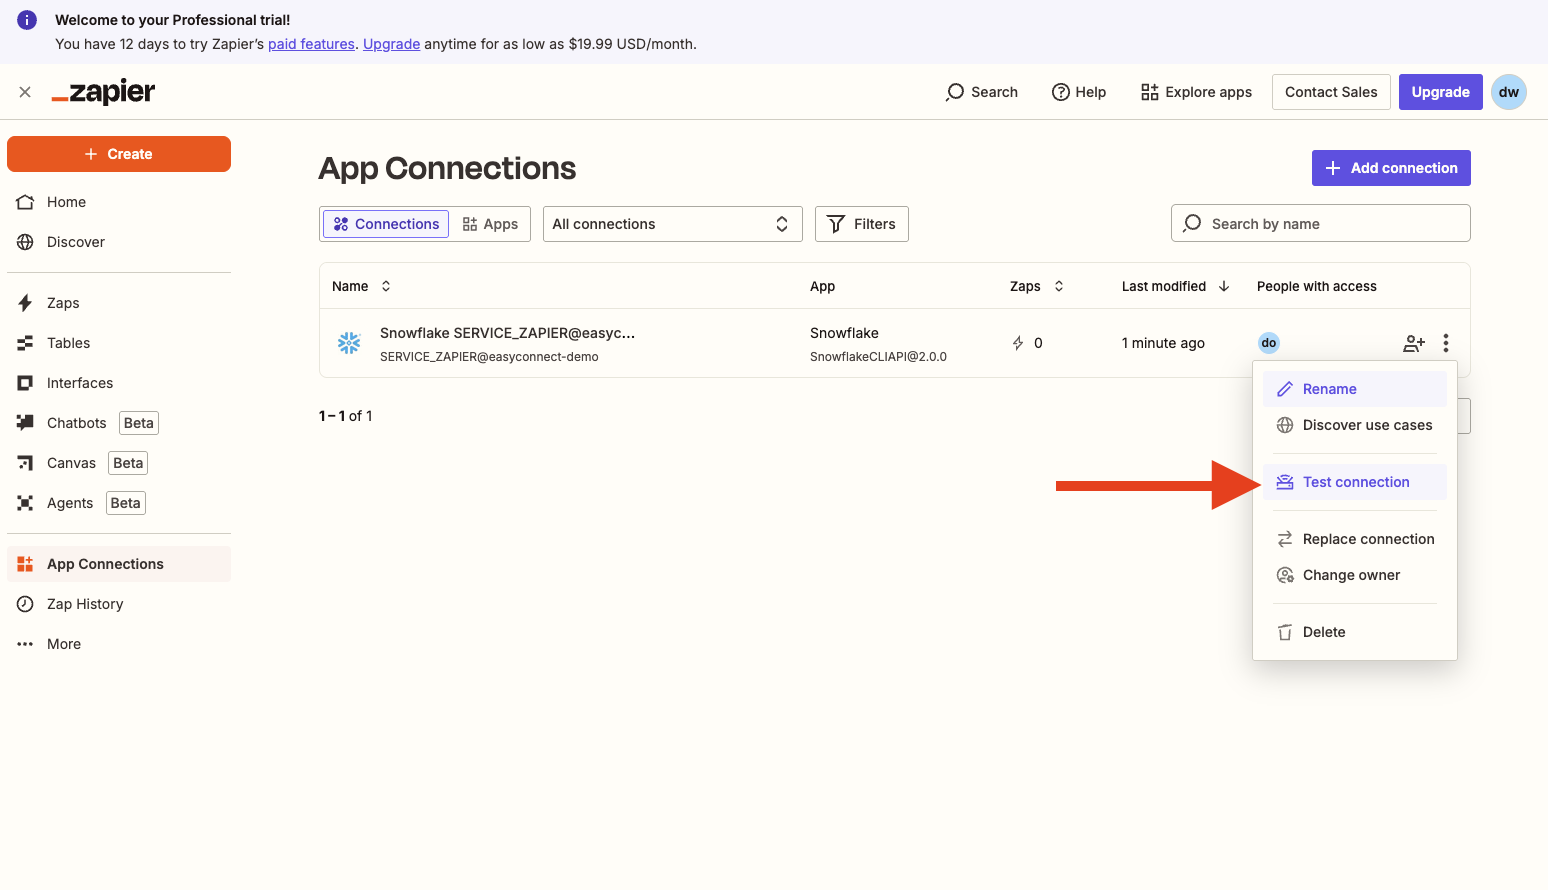 Welcome to your Professional trial!
You have 12 days to try Zapier’s paid features. Upgrade anytime for as low as $19.99 USD/month.
_zapier
Search
Help
Explore apps
Contact Sales
Upgrade
dw
Create
Home
Discover
Zaps
Tables
Interfaces
Chatbots Beta
Canvas Beta
Agents Beta
App Connections
Zap History
More
App Connections
Add connection
Connections
Apps
All connections
Filters
Search by name
Name
App
Zaps
Last modified
People with access
Snowflake SERVICE_ZAPIER@easyc...
SERVICE_ZAPIER@easyconnect-demo
Snowflake
SnowflakeCLIAPI@2.0.0
0
1 minute ago
do
1 – 1 of 1
Rename
Discover use cases
Test connection
Replace connection
Change owner
Delete